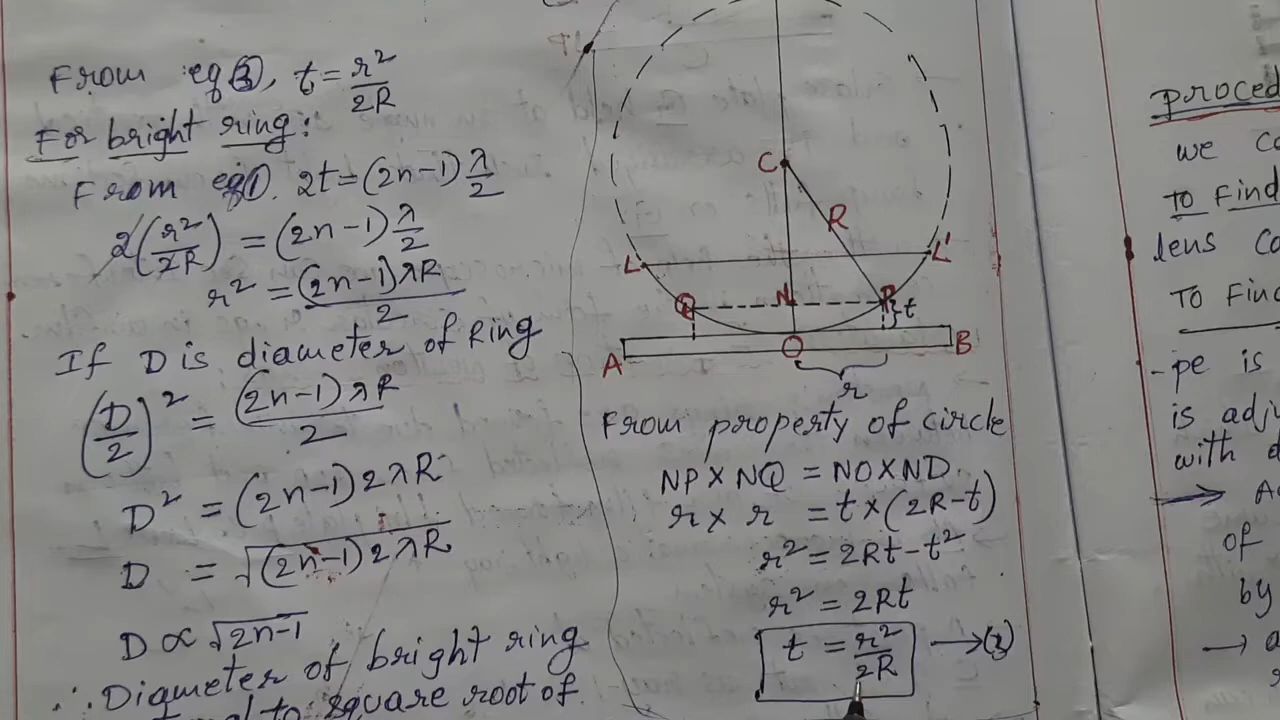 From eq③, t = r²/2R
For bright ring:
From eq①. 2t = (2n-1) λ/2
2(r²/2R) = (2n-1) λ/2
r² = (2n-1)λR/2
If D is diameter of Ring
(D/2)² = (2n-1)λR/2
D² = (2n-1)2λR
D = √(2n-1)2λR
D ∝ √2n-1
∴ Diameter of bright ring
to square root of
C
R
L
L'
Q
N
P
t
A
O
B
r
From property of circle
NP×NQ = NO×ND.
r × r = t×(2R-t)
r² = 2Rt-t²
r² = 2Rt
t = r²/2R →(3)
proced
we
To Find
lens
To Find
-pe is
is adj
with
→ A
of
by
→ a